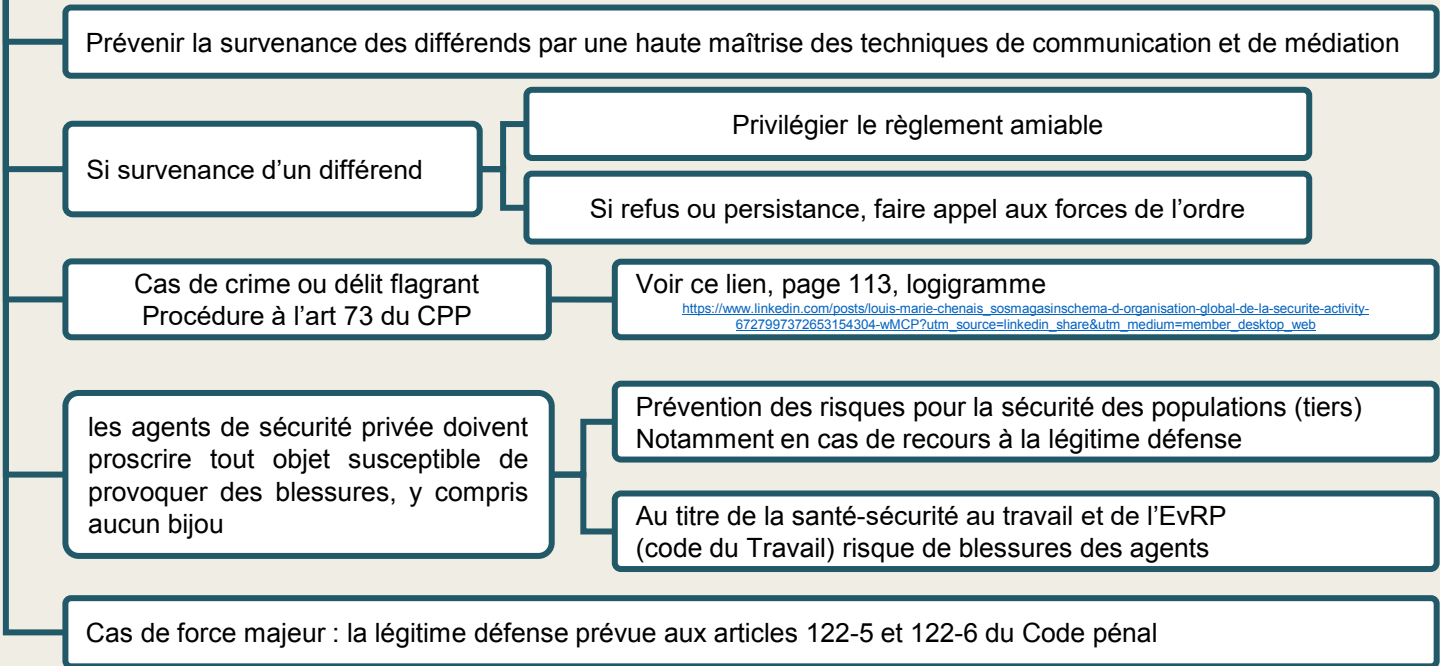 Prévenir la survenance des différends par une haute maîtrise des techniques de communication et de médiation
Si survenance d’un différend
Privilégier le règlement amiable
Si refus ou persistance, faire appel aux forces de l’ordre
Cas de crime ou délit flagrant
Procédure à l’art 73 du CPP
Voir ce lien, page 113, logigramme
https://www.linkedin.com/posts/louis-marie-chenais_sosmagasinschema-d-organisation-global-de-la-securite-activity-
6727997372653154304-wMCP?utm_source=linkedin_share&utm_medium=member_desktop_web
les agents de sécurité privée doivent
proscrire tout objet susceptible de
provoquer des blessures, y compris
aucun bijou
Prévention des risques pour la sécurité des populations (tiers)
Notamment en cas de recours à la légitime défense
Au titre de la santé-sécurité au travail et de l’EvRP
(code du Travail) risque de blessures des agents
Cas de force majeur : la légitime défense prévue aux articles 122-5 et 122-6 du Code pénal